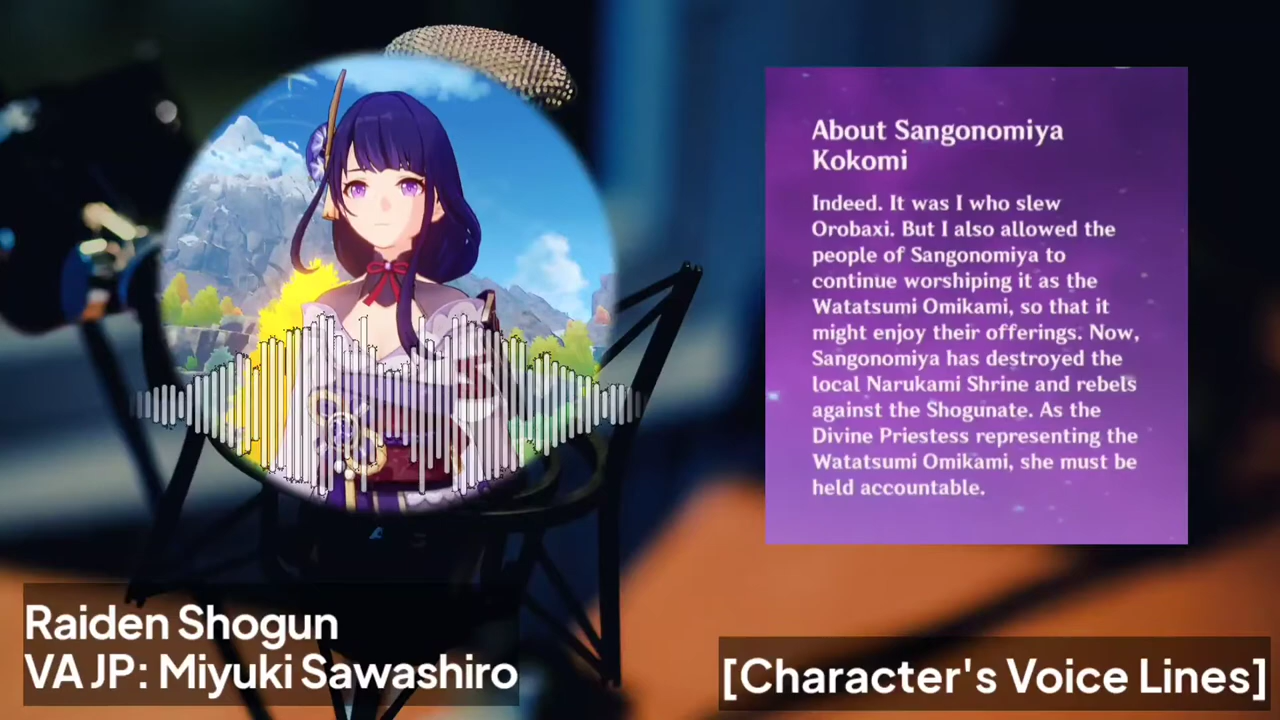 About Sangonomiya
Kokomi
Indeed. It was I who slew
Orobaxi. But I also allowed the
people of Sangonomiya to
continue worshiping it as the
Watatsumi Omikami, so that it
might enjoy their offerings. Now,
Sangonomiya has destroyed the
local Narukami Shrine and rebels
against the Shogunate. As the
Divine Priestess representing the
Watatsumi Omikami, she must be
held accountable.
Raiden Shogun
VA JP: Miyuki Sawashiro
[Character's Voice Lines]